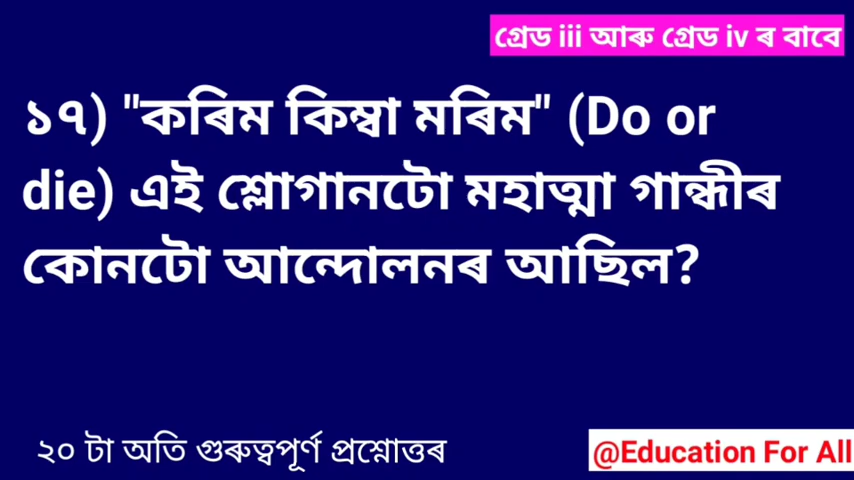 গ্ৰেড iii আৰু গ্ৰেড iv ৰ বাবে
১৭) "কৰিম কিম্বা মৰিম" (Do or
die) এই শ্লোগানটো মহাত্মা গান্ধীৰ
কোনটো আন্দোলনৰ আছিল?
২০ টা অতি গুৰুত্বপূৰ্ণ প্ৰশ্নোত্তৰ
@Education For All